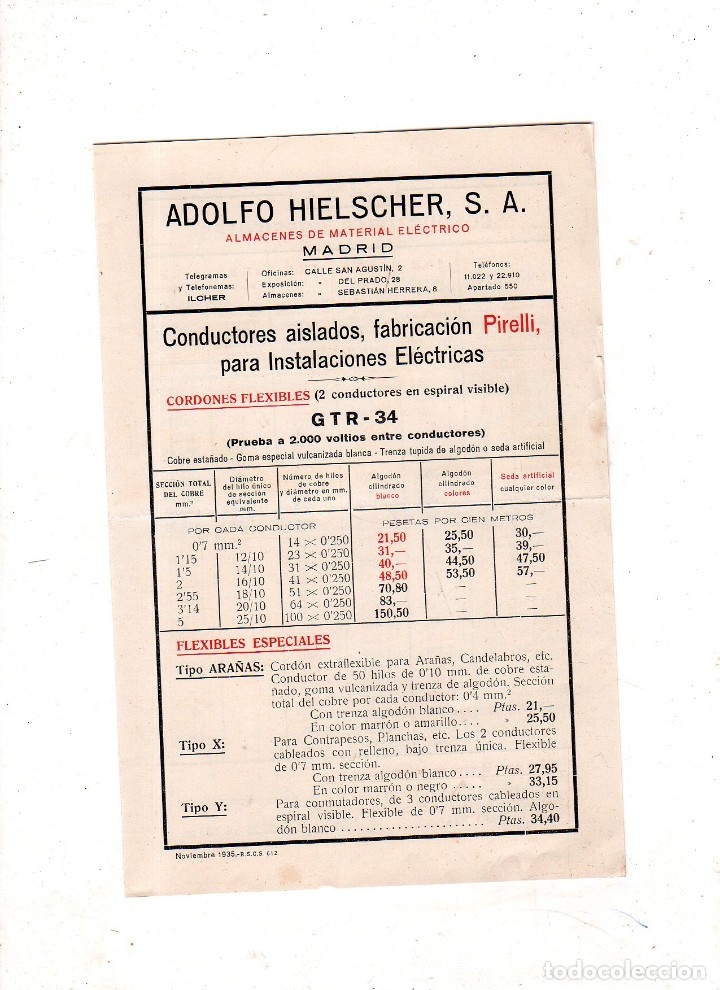 ADOLFO HIELSCHER, S. A.
ALMACENES DE MATERIAL ELÉCTRICO
MADRID
Telegramas y Telefonemas: ILCHER
Oficinas: CALLE SAN AGUSTÍN, 2
Exposición: " DEL PRADO, 28
Almacenes: " SEBASTIÁN HERRERA, 8
Teléfonos: 11.022 y 22.910
Apartado 550
Conductores aislados, fabricación Pirelli,
para Instalaciones Eléctricas
CORDONES FLEXIBLES (2 conductores en espiral visible)
GTR-34
(Prueba a 2.000 voltios entre conductores)
Cobre estañado - Goma especial vulcanizada blanca - Trenza tupida de algodón o seda artificial
SECCIÓN TOTAL DEL COBRE mm.² Diámetro del hilo único de sección equivalente mm. Número de hilos de cobre y diámetro en mm. de cada uno Algodón cilindrado blanco Algodón cilindrado colores Seda artificial cualquier color
POR CADA CONDUCTOR PESETAS POR CIEN METROS
0'7 mm.² 14 × 0'250 21,50 25,50 30,—
1'15 12/10 23 × 0'250 31,— 35,— 39,—
1'5 14/10 31 × 0'250 40,— 44,50 47,50
2 16/10 41 × 0'250 48,50 53,50 57,—
2'55 18/10 51 × 0'250 70,80 — —
3'14 20/10 64 × 0'250 83,— — —
5 25/10 100 × 0'250 150,50 — —
FLEXIBLES ESPECIALES
Tipo ARAÑAS: Cordón extraflexible para Arañas, Candelabros, etc.
Conductor de 50 hilos de 0'10 mm. de cobre esta-
ñado, goma vulcanizada y trenza de algodón. Sección
total del cobre por cada conductor: 0'4 mm.²
Con trenza algodón blanco.... Ptas. 21,—
En color marrón o amarillo.... » 25,50
Tipo X: Para Contrapesos, Planchas, etc. Los 2 conductores
cableados con relleno, bajo trenza única. Flexible
de 0'7 mm. sección.
Con trenza algodón blanco.... Ptas. 27,95
En color marrón o negro ..... » 33,15
Tipo Y: Para conmutadores, de 3 conductores cableados en
espiral visible. Flexible de 0'7 mm. sección. Algo-
dón blanco ...................... Ptas. 34,40
Noviembre 1935.-R.S.C.S 612
todocoleccion